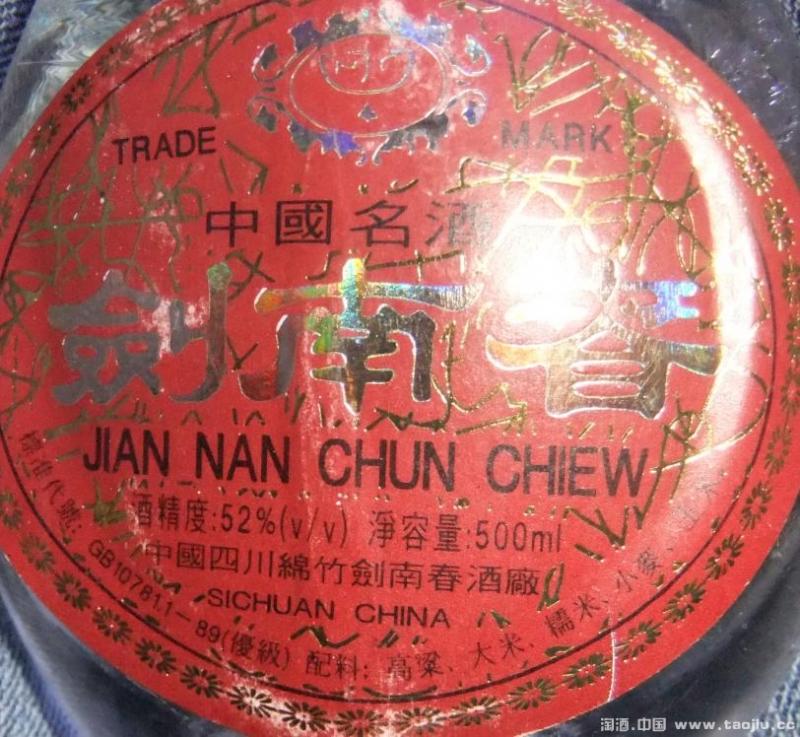 TRADE MARK
中國名酒
劍南春
JIAN NAN CHUN CHIEW
酒精度:52%(v/v) 淨容量:500ml
中國四川綿竹劍南春酒廠
SICHUAN CHINA
標準代號: GB10781.1-89(優級) 配料: 高粱、大米、糯米、小麥、玉米
淘酒.中国 www.taojiu.cc